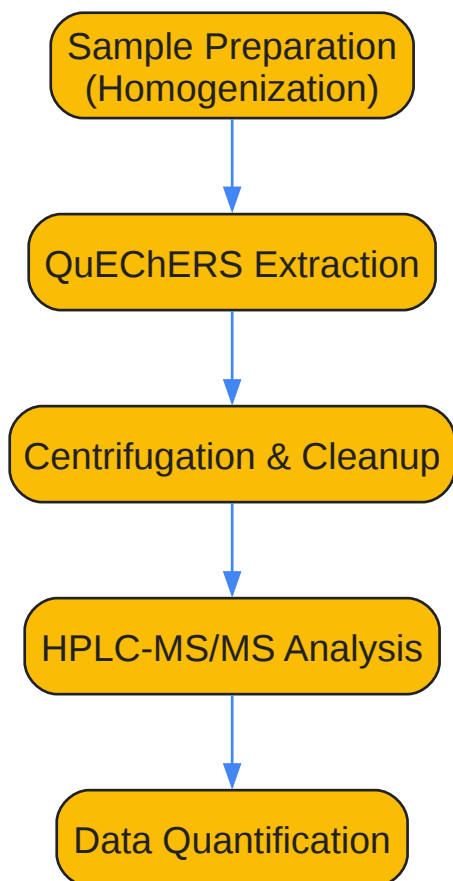 Sample Preparation
(Homogenization)
QuEChERS Extraction
Centrifugation & Cleanup
HPLC-MS/MS Analysis
Data Quantification